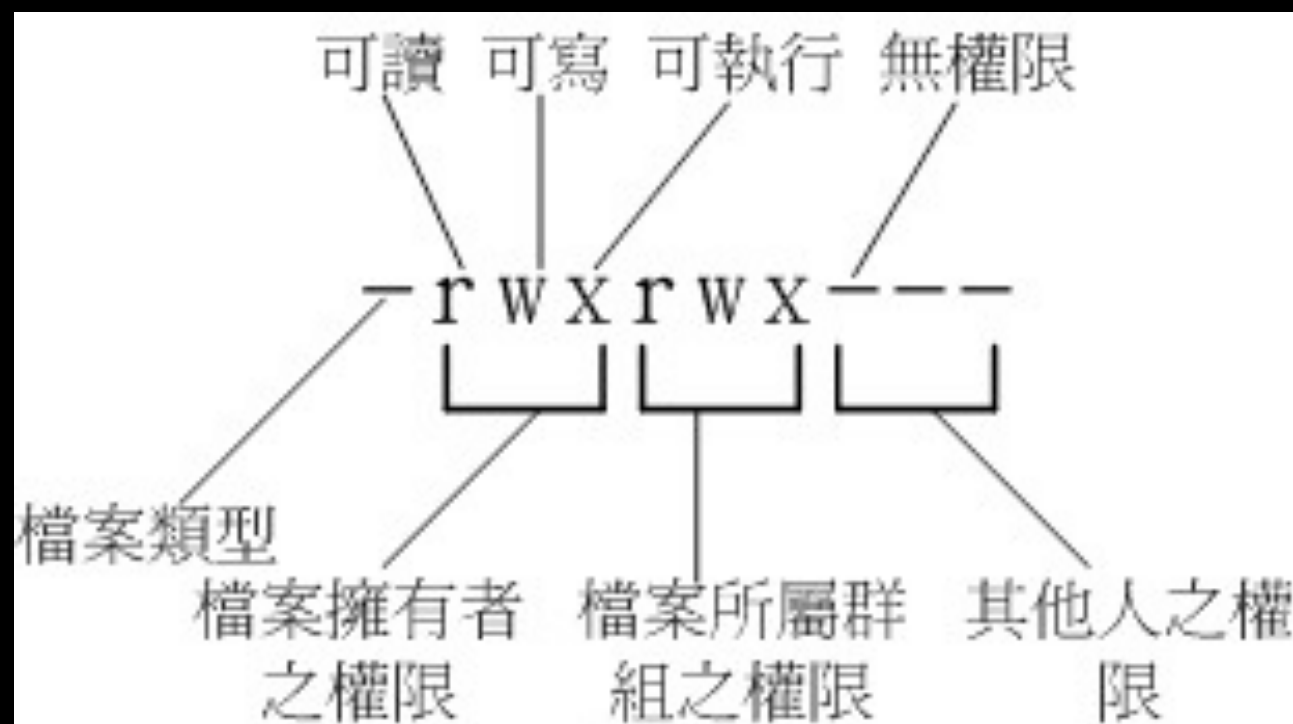 可讀 可寫 可執行 無權限
-rwxrwx---
檔案類型
檔案擁有者
之權限
檔案所屬群
組之權限
其他人之權
限